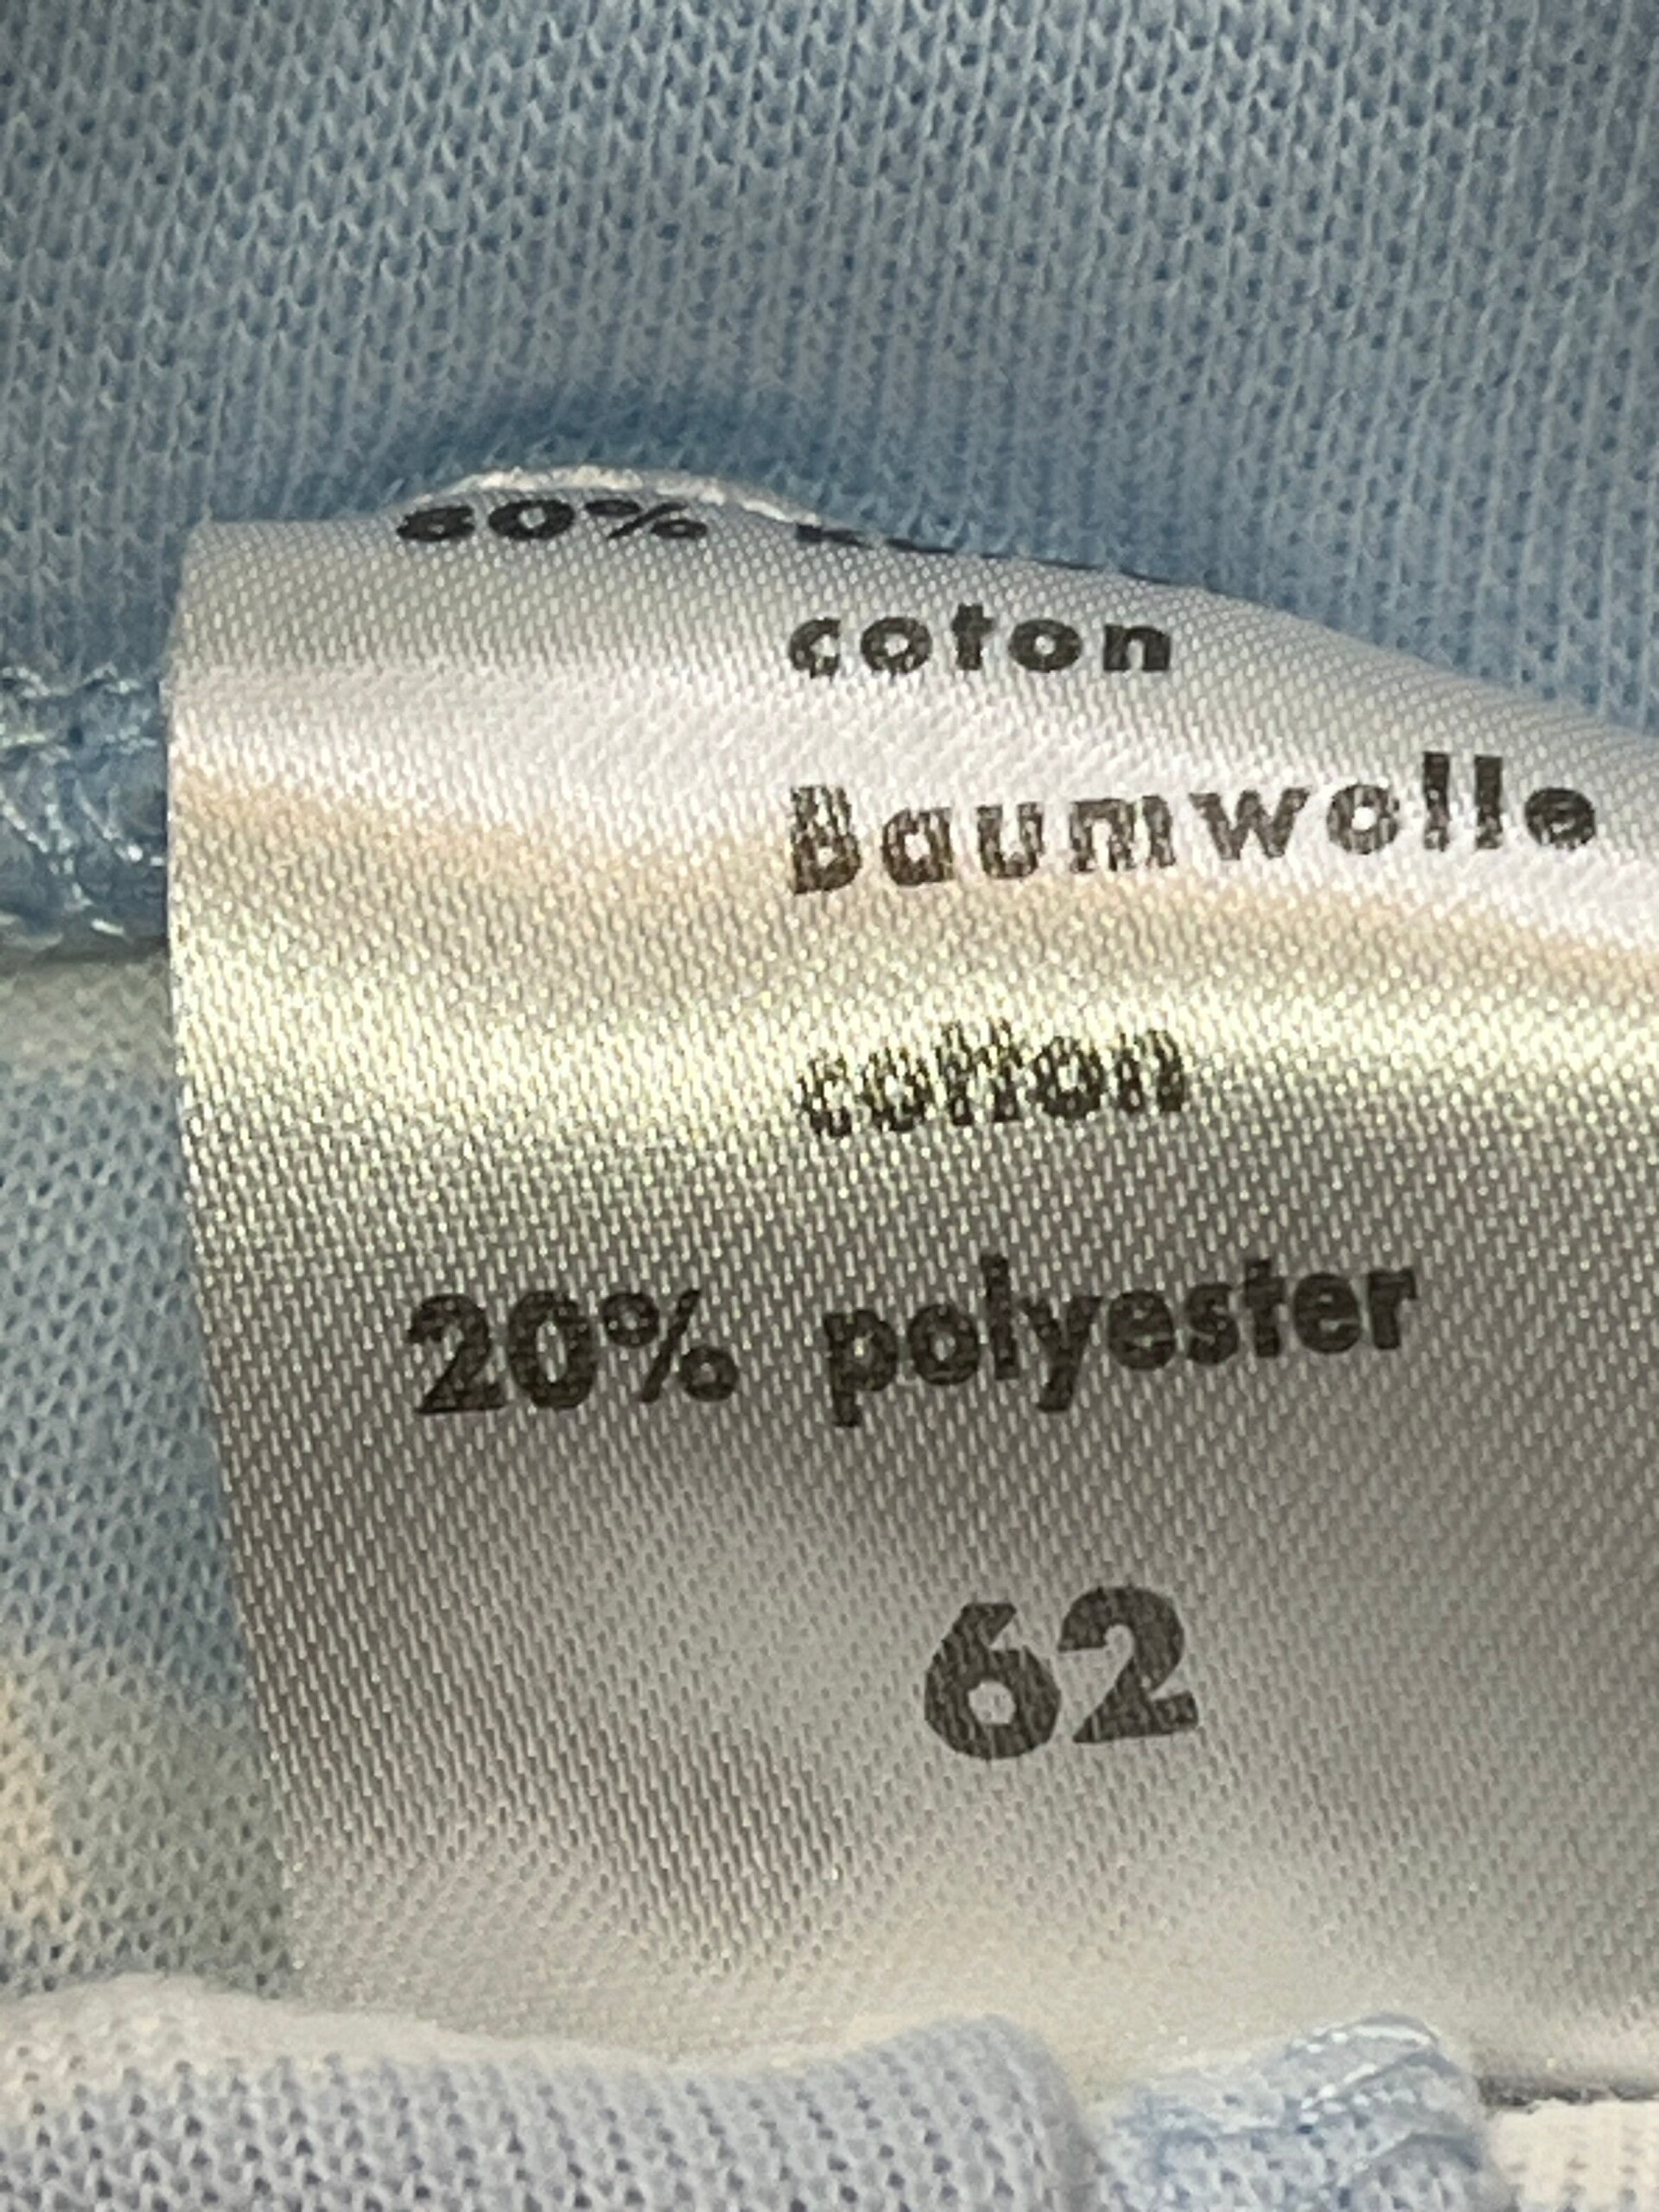 80%
coton
Baumwolle
cotton
20% polyester
62